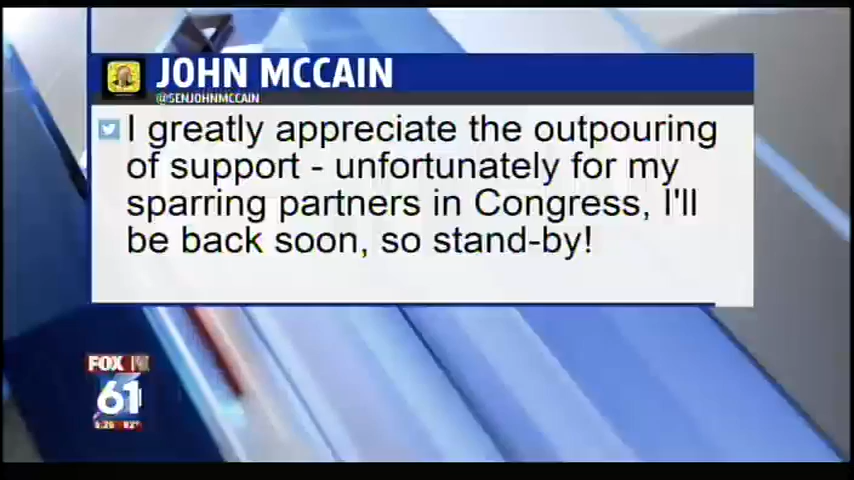 JOHN MCCAIN
@SENJOHNMCCAIN
I greatly appreciate the outpouring
of support - unfortunately for my
sparring partners in Congress, I'll
be back soon, so stand-by!
FOX
61